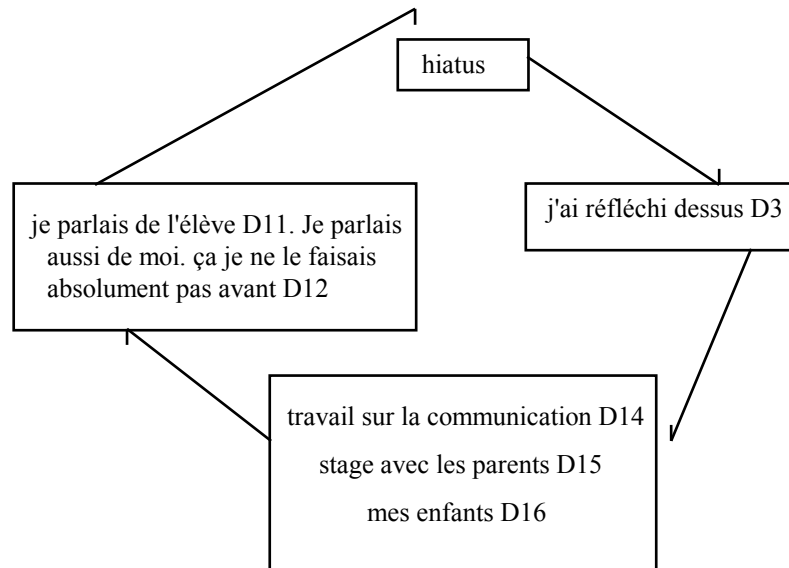 hiatus
je parlais de l'élève D11. Je parlais
aussi de moi. ça je ne le faisais
absolument pas avant D12
j'ai réfléchi dessus D3
travail sur la communication D14
stage avec les parents D15
mes enfants D16